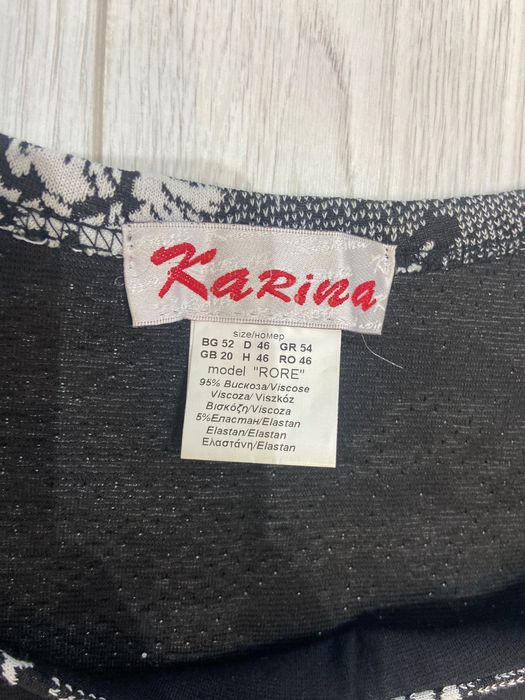 Karina
size/номер
BG 52 D 46 GR 54
GB 20 H 46 RO 46
model "RORE"
95% Вискоза/Viscose
Viscoza/ Viszkóz
Βισκόζη/Viscoza
5%Еластан/Elastan
Elastan/Elastan
Ελαστάνη/Elastan